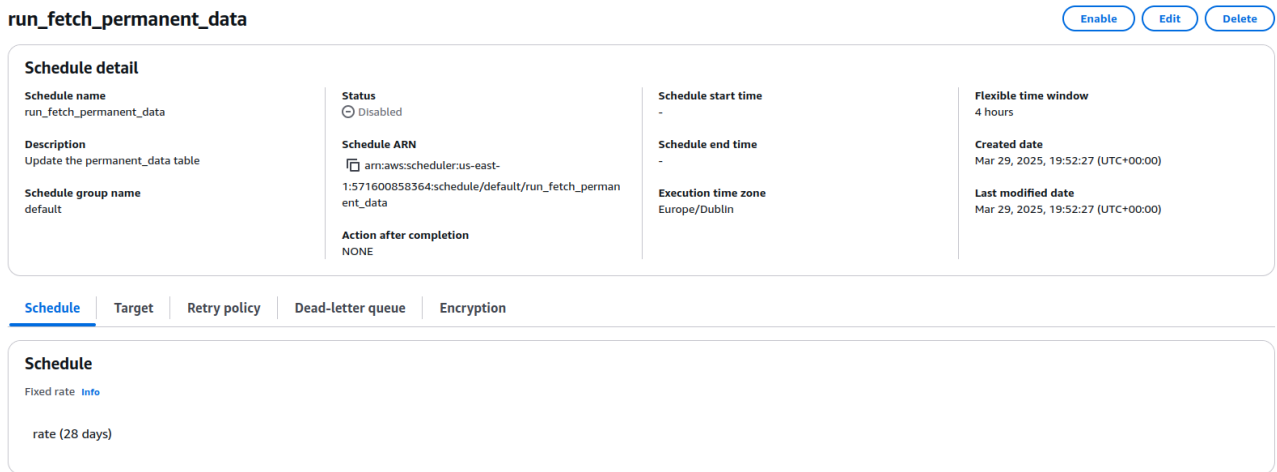 run_fetch_permanent_data
Enable
Edit
Delete
Schedule detail
Schedule name
run_fetch_permanent_data
Description
Update the permanent_data table
Schedule group name
default
Status
Disabled
Schedule ARN
arn:aws:scheduler:us-east-
1:571600858364:schedule/default/run_fetch_perman
ent_data
Action after completion
NONE
Schedule start time
-
Schedule end time
-
Execution time zone
Europe/Dublin
Flexible time window
4 hours
Created date
Mar 29, 2025, 19:52:27 (UTC+00:00)
Last modified date
Mar 29, 2025, 19:52:27 (UTC+00:00)
Schedule
Target
Retry policy
Dead-letter queue
Encryption
Schedule
Fixed rate Info
rate (28 days)